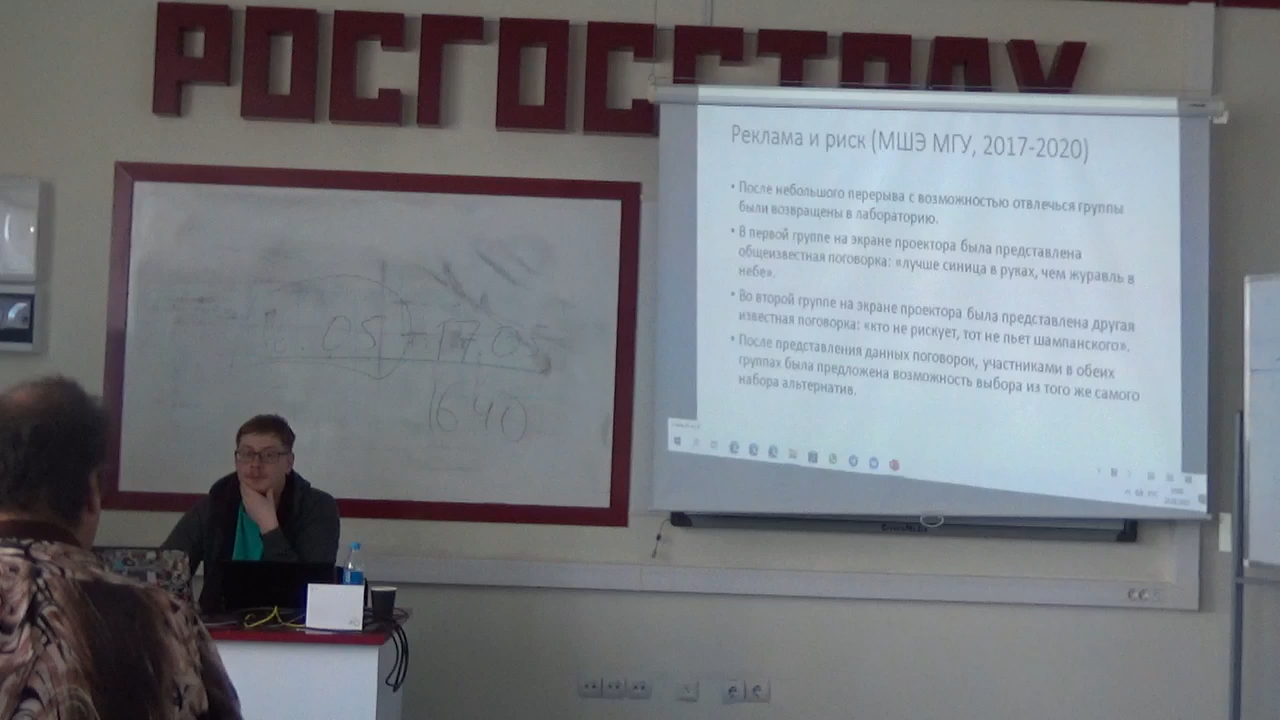 РОСГОССТРАХ
Реклама и риск (МШЭ МГУ, 2017-2020)
• После небольшого перерыва с возможностью отвлечься группы
были возвращены в лабораторию.
• В первой группе на экране проектора была представлена
общеизвестная поговорка: «лучше синица в руках, чем журавль в
небе».
• Во второй группе на экране проектора была представлена другая
известная поговорка: «кто не рискует, тот не пьет шампанского».
• После представления данных поговорок, участниками в обеих
группах была предложена возможность выбора из того же самого
набора альтернатив.
05 17.05
16 40